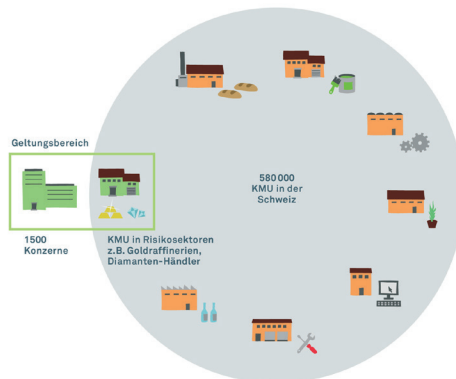 Geltungsbereich
580 000
KMU in der
Schweiz
1500
Konzerne
KMU in Risikosektoren
z.B. Goldraffinerien,
Diamanten-Händler